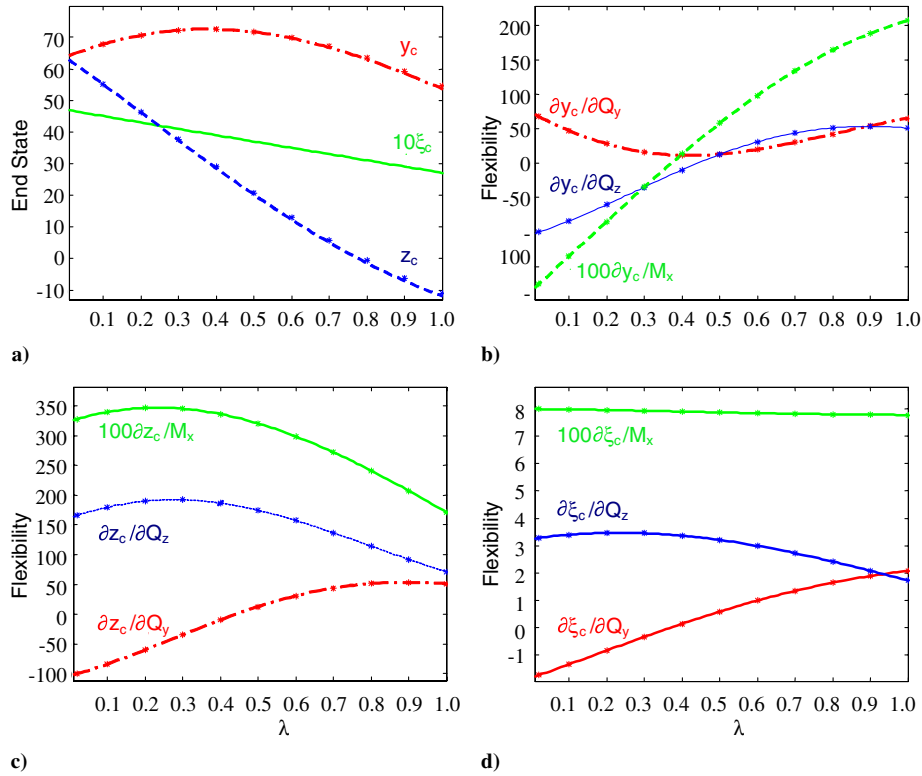 70
60
50
40
30
20
10
0
-10
End State
y_c
10ξ_c
z_c
0.1 0.2 0.3 0.4 0.5 0.6 0.7 0.8 0.9 1.0
a)
200
150
100
50
0
-50
-
100
-
Flexibility
∂y_c/∂Q_y
∂y_c/∂Q_z
100∂y_c/M_x
0.1 0.2 0.3 0.4 0.5 0.6 0.7 0.8 0.9 1.0
b)
350
300
250
200
150
100
50
0
-50
-100
Flexibility
100∂z_c/M_x
∂z_c/∂Q_z
∂z_c/∂Q_y
0.1 0.2 0.3 0.4 0.5 0.6 0.7 0.8 0.9 1.0
λ
c)
8
7
6
5
4
3
2
1
0
-1
Flexibility
100∂ξ_c/M_x
∂ξ_c/∂Q_z
∂ξ_c/∂Q_y
0.1 0.2 0.3 0.4 0.5 0.6 0.7 0.8 0.9 1.0
λ
d)